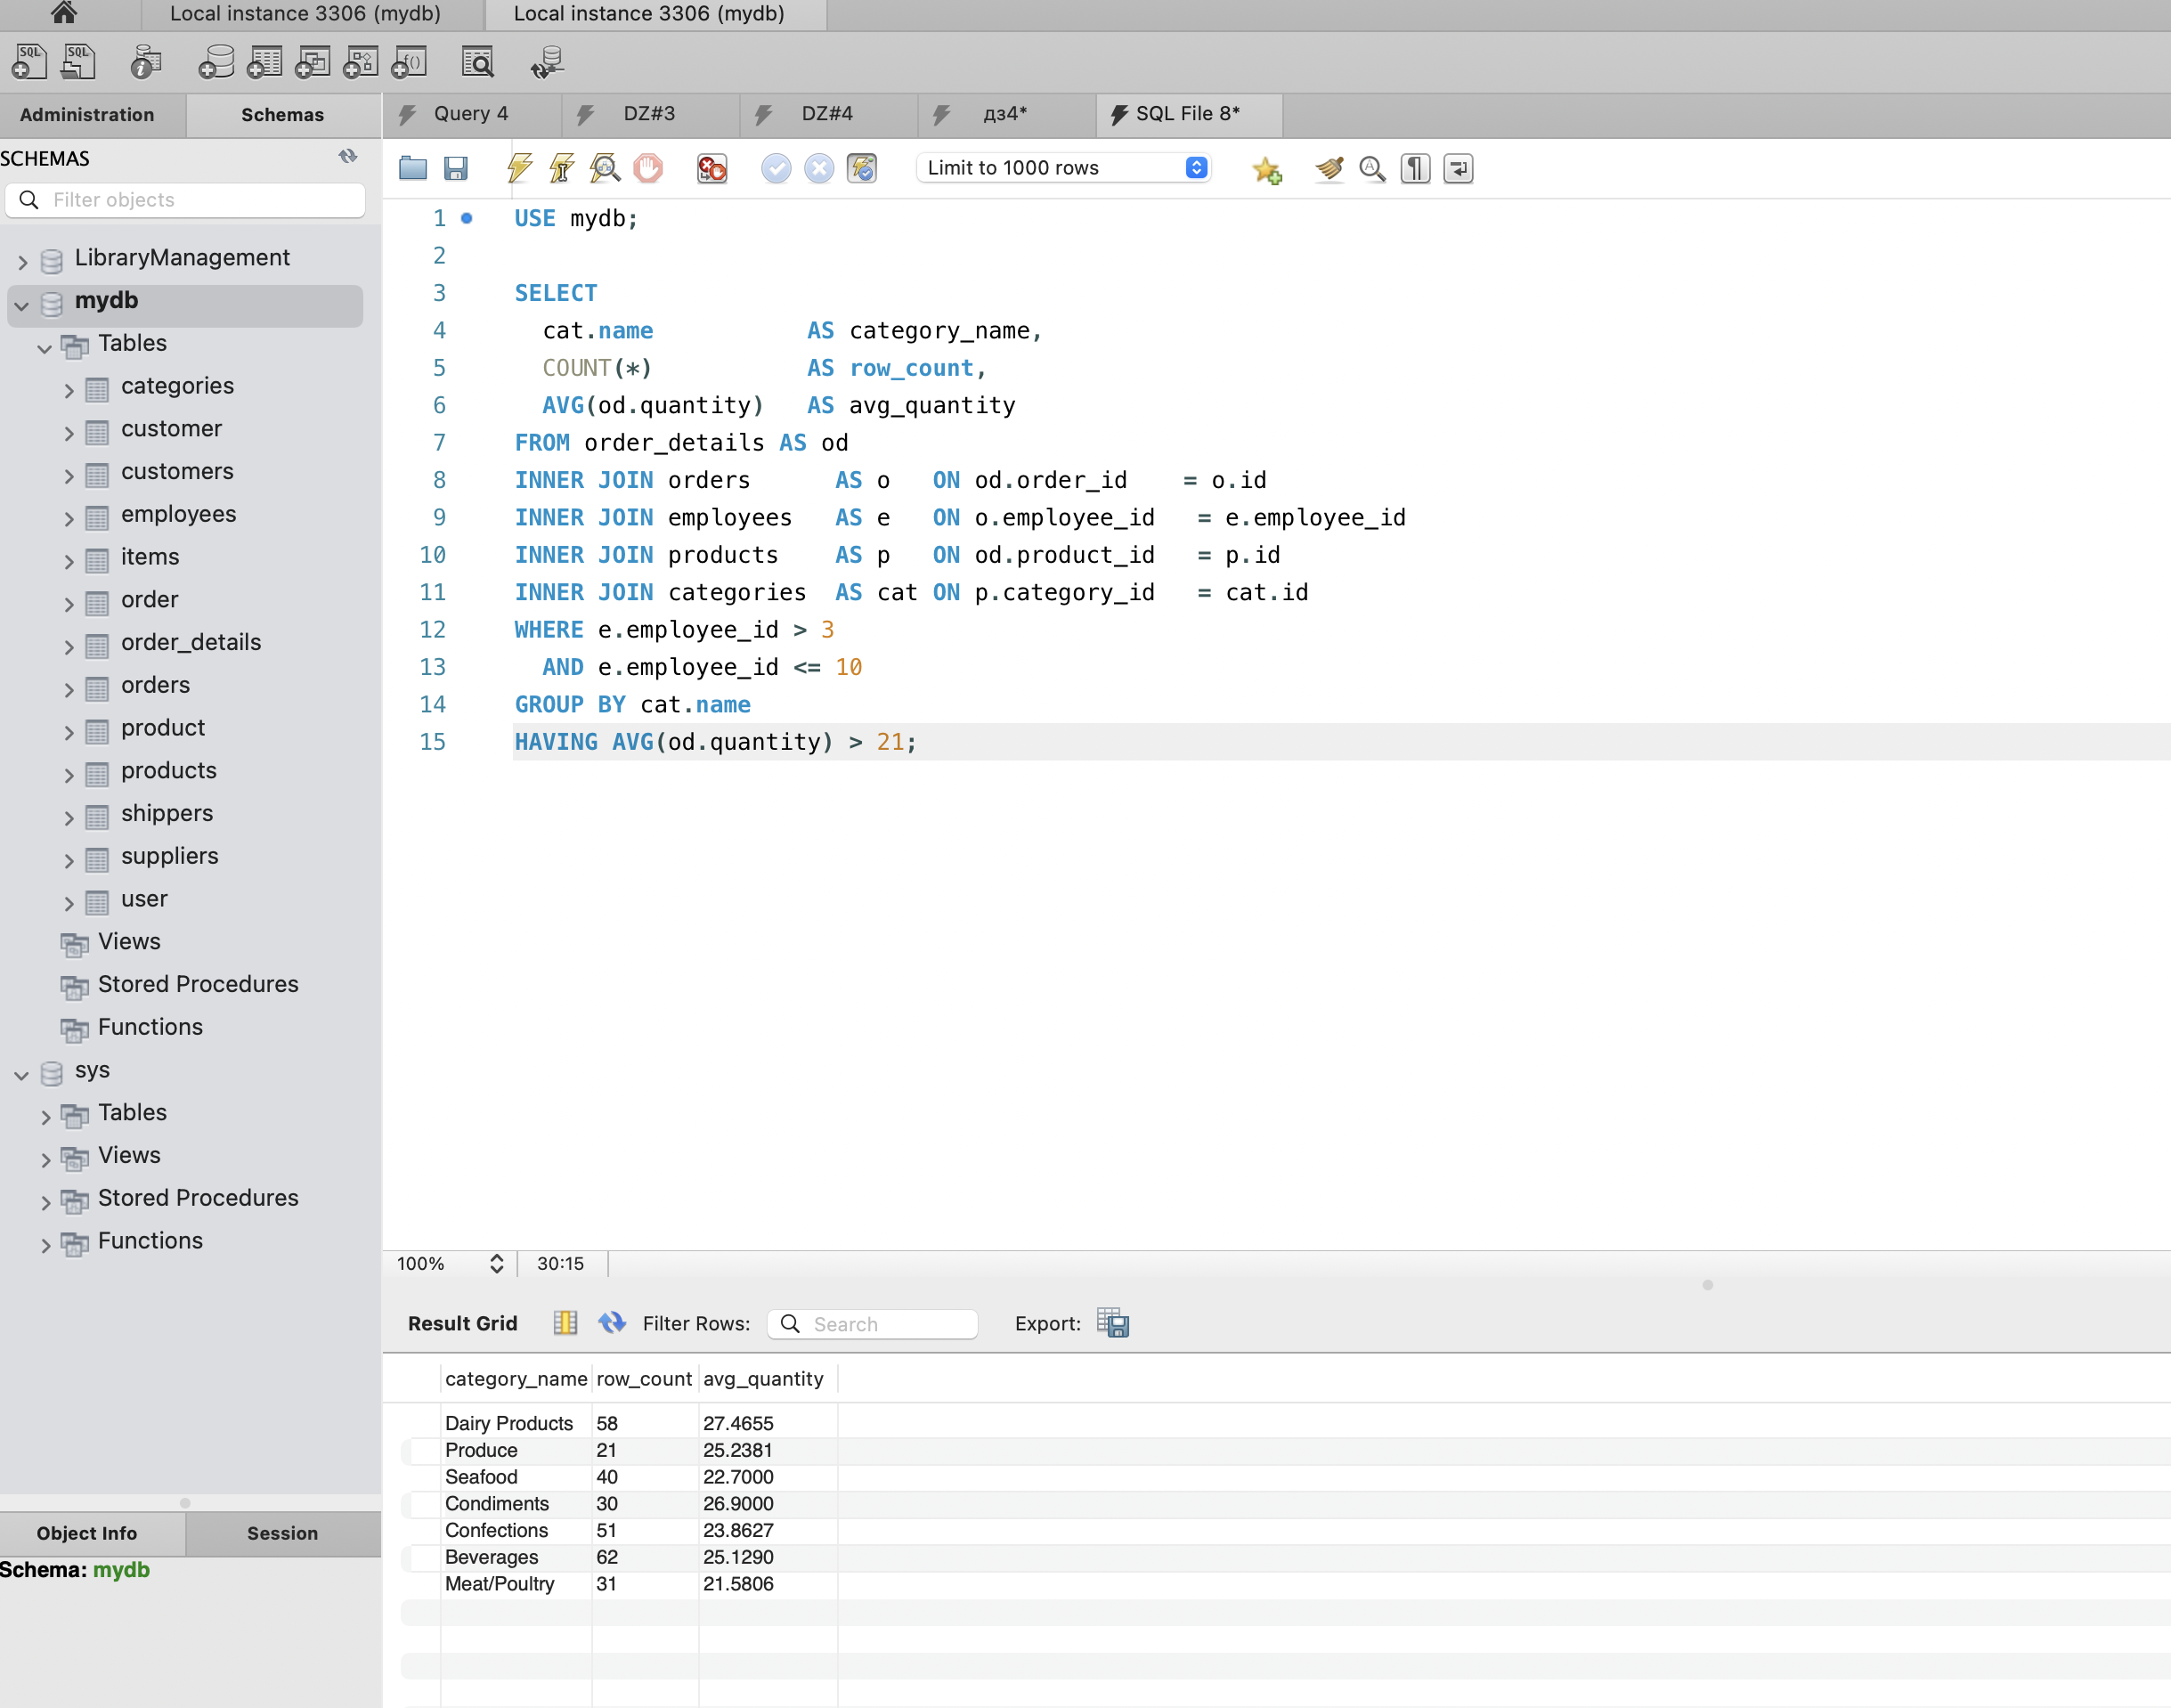 Local instance 3306 (mydb)
Local instance 3306 (mydb)
SQL
SQL
Administration
Schemas
Query 4
DZ#3
DZ#4
дз4*
SQL File 8*
SCHEMAS
Filter objects
LibraryManagement
mydb
Tables
categories
customer
customers
employees
items
order
order_details
orders
product
products
shippers
suppliers
user
Views
Stored Procedures
Functions
sys
Tables
Views
Stored Procedures
Functions
Object Info
Session
Schema: mydb
Limit to 1000 rows
1 USE mydb;
2
3 SELECT
4 cat.name AS category_name,
5 COUNT(*) AS row_count,
6 AVG(od.quantity) AS avg_quantity
7 FROM order_details AS od
8 INNER JOIN orders AS o ON od.order_id = o.id
9 INNER JOIN employees AS e ON o.employee_id = e.employee_id
10 INNER JOIN products AS p ON od.product_id = p.id
11 INNER JOIN categories AS cat ON p.category_id = cat.id
12 WHERE e.employee_id > 3
13 AND e.employee_id <= 10
14 GROUP BY cat.name
15 HAVING AVG(od.quantity) > 21;
100%
30:15
Result Grid
Filter Rows:
Search
Export:
category_name row_count avg_quantity
Dairy Products 58 27.4655
Produce 21 25.2381
Seafood 40 22.7000
Condiments 30 26.9000
Confections 51 23.8627
Beverages 62 25.1290
Meat/Poultry 31 21.5806